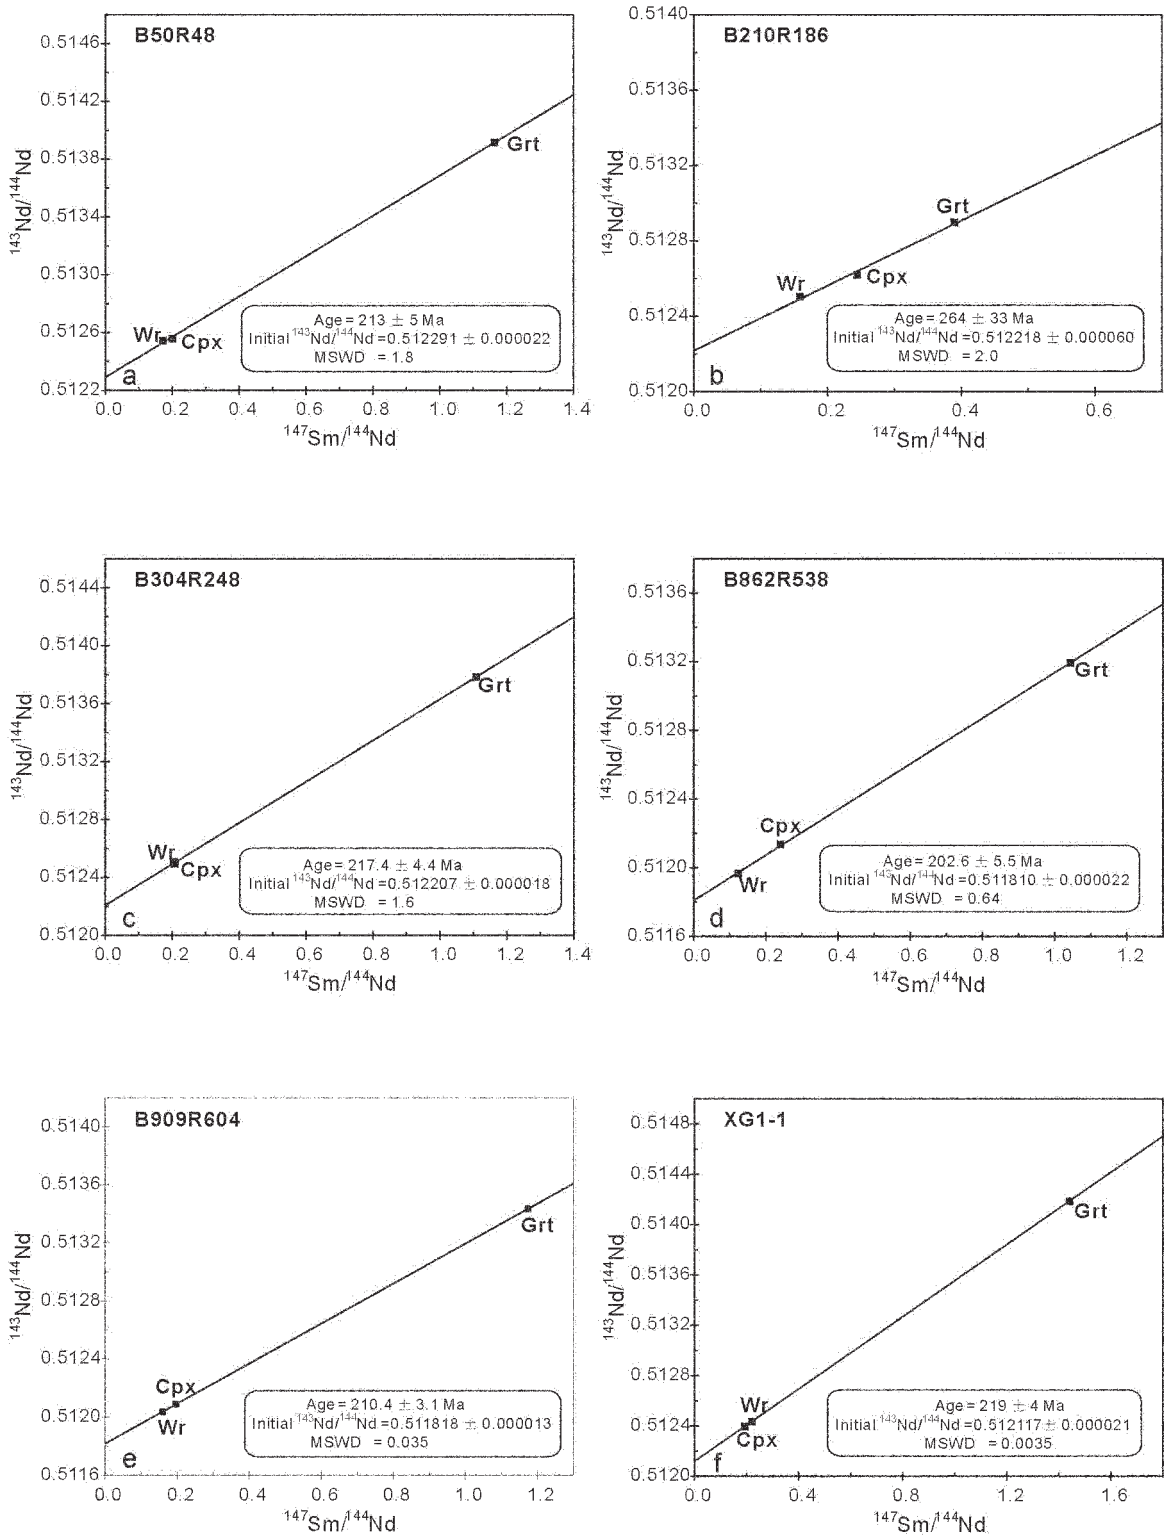 B50R48
0.5146
0.5142
0.5138
0.5134
0.5130
0.5126
0.5122
143Nd/144Nd
Grt
Wr
Cpx
Age = 213 ± 5 Ma
Initial 143Nd/144Nd = 0.512291 ± 0.000022
MSWD = 1.8
a
0.0 0.2 0.4 0.6 0.8 1.0 1.2 1.4
147Sm/144Nd
B210R186
0.5140
0.5136
0.5132
0.5128
0.5124
0.5120
143Nd/144Nd
Grt
Wr
Cpx
Age = 264 ± 33 Ma
Initial 143Nd/144Nd = 0.512218 ± 0.000060
MSWD = 2.0
b
0.0 0.2 0.4 0.6
147Sm/144Nd
B304R248
0.5144
0.5140
0.5136
0.5132
0.5128
0.5124
0.5120
143Nd/144Nd
Grt
Wr
Cpx
Age = 217.4 ± 4.4 Ma
Initial 143Nd/144Nd = 0.512207 ± 0.000018
MSWD = 1.6
c
0.0 0.2 0.4 0.6 0.8 1.0 1.2 1.4
147Sm/144Nd
B862R538
0.5136
0.5132
0.5128
0.5124
0.5120
0.5116
143Nd/144Nd
Grt
Cpx
Wr
Age = 202.6 ± 5.5 Ma
Initial 143Nd/144Nd = 0.511810 ± 0.000022
MSWD = 0.64
d
0.0 0.2 0.4 0.6 0.8 1.0 1.2
147Sm/144Nd
B909R604
0.5140
0.5136
0.5132
0.5128
0.5124
0.5120
0.5116
143Nd/144Nd
Grt
Cpx
Wr
Age = 210.4 ± 3.1 Ma
Initial 143Nd/144Nd = 0.511818 ± 0.000013
MSWD = 0.035
e
0.0 0.2 0.4 0.6 0.8 1.0 1.2
147Sm/144Nd
XG1-1
0.5148
0.5144
0.5140
0.5136
0.5132
0.5128
0.5124
0.5120
143Nd/144Nd
Grt
Wr
Cpx
Age = 219 ± 4 Ma
Initial 143Nd/144Nd = 0.512117 ± 0.000021
MSWD = 0.0035
f
0.0 0.4 0.8 1.2 1.6
147Sm/144Nd